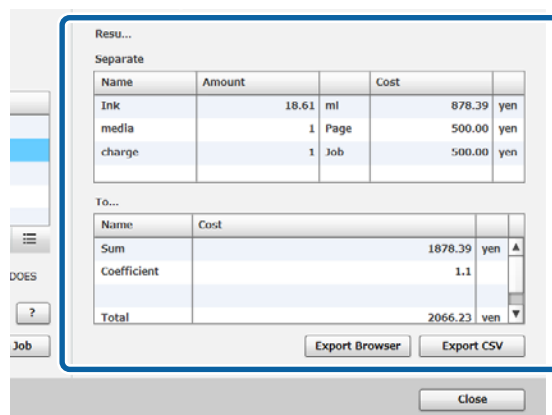 Resu...
Separate
Name Amount Cost
Ink 18.61 ml 878.39 yen
media 1 Page 500.00 yen
charge 1 Job 500.00 yen
To...
Name Cost
Sum 1878.39 yen
Coefficient 1.1
Total 2066.23 yen
DOES
?
Job
Export Browser Export CSV
Close